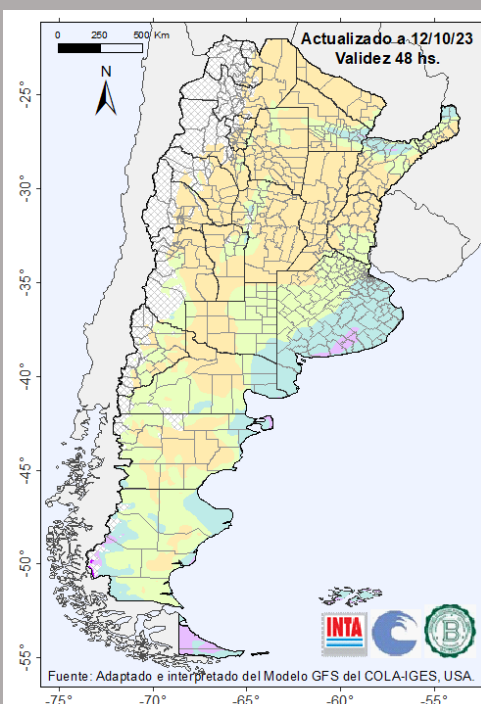 Actualizado a 12/10/23
Validez 48 hs.
0 250 500 Km
N
-25°
-30°
-35°
-40°
-45°
-50°
-55°
INTA
B
Fuente: Adaptado e interpretado del Modelo GFS del COLA-IGES, USA.
-75° -70° -65° -60° -55°